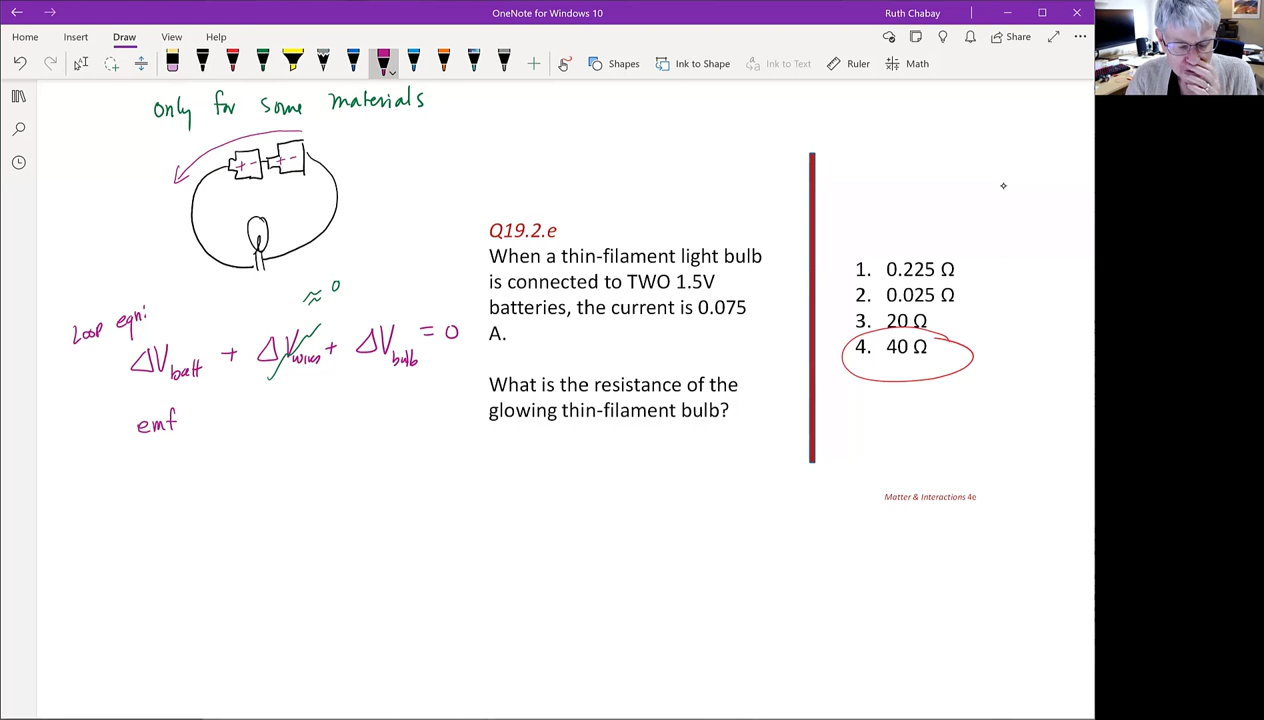 OneNote for Windows 10
Ruth Chabay
Home
Insert
Draw
View
Help
Share
Shapes
Ink to Shape
Ink to Text
Ruler
Math
only for some materials
+ - + -
Loop eqn:
ΔVbatt + ΔVwires + ΔVbulb = 0
≈ 0
emf
Q19.2.e
When a thin-filament light bulb
is connected to TWO 1.5V
batteries, the current is 0.075
A.
What is the resistance of the
glowing thin-filament bulb?
1. 0.225 Ω
2. 0.025 Ω
3. 20 Ω
4. 40 Ω
Matter & Interactions 4e